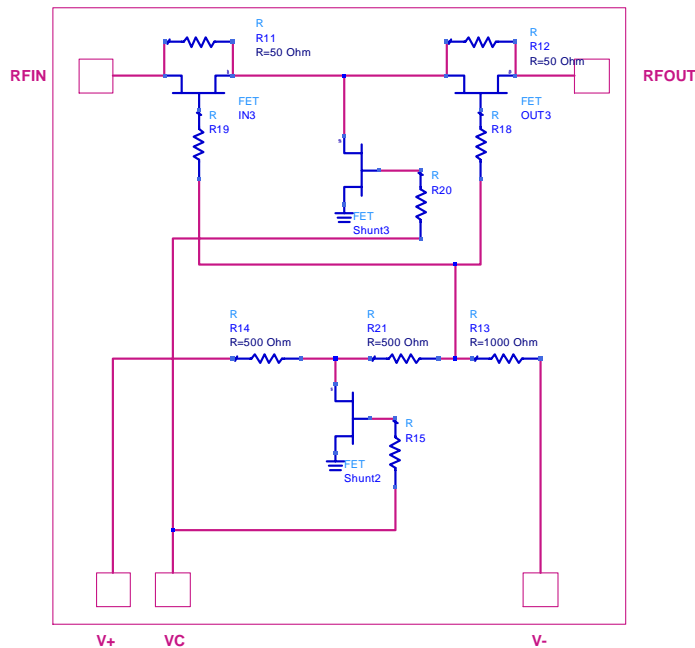 R
R11
R=50 Ohm
R
R12
R=50 Ohm
RFIN
RFOUT
FET
IN3
FET
OUT3
R
R19
R
R18
R
R20
FET
Shunt3
R
R14
R=500 Ohm
R
R21
R=500 Ohm
R
R13
R=1000 Ohm
R
R15
FET
Shunt2
V+
VC
V-